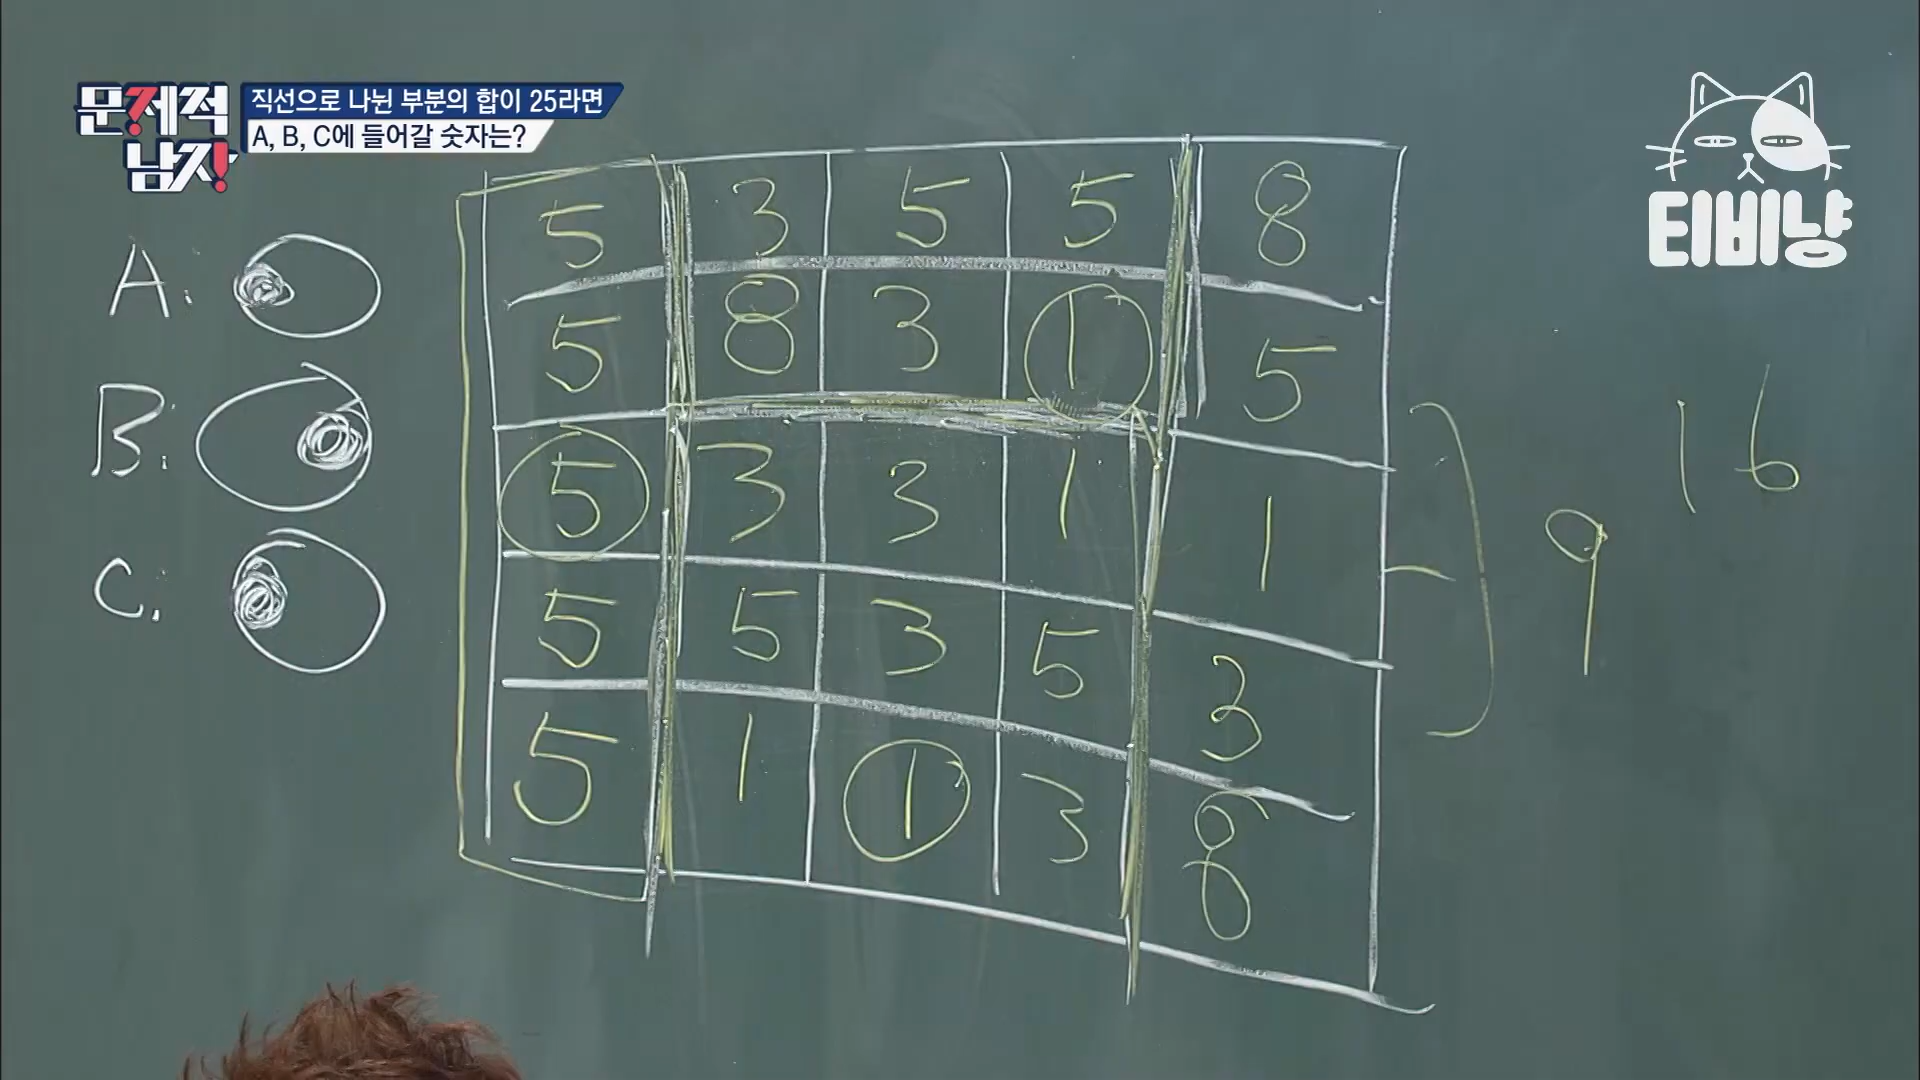 문제적
남자
직선으로 나뉜 부분의 합이 25라면
A, B, C에 들어갈 숫자는?
티비냥
A:
B:
C:
5 3 5 5 8
5 8 3 1 5
5 3 3 1 1
5 5 3 5 3
5 1 1 3 8
9
16